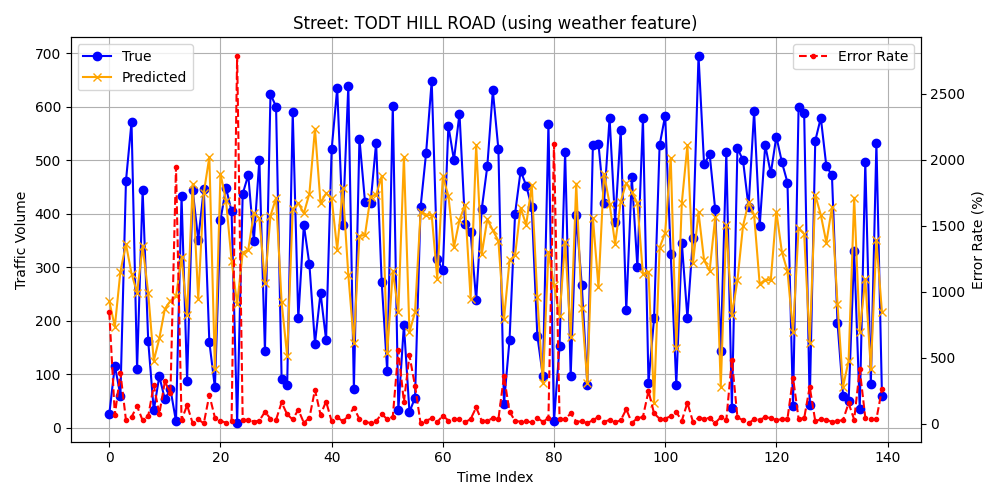 Street: TODT HILL ROAD (using weather feature)
True
Predicted
Error Rate
Traffic Volume
700
600
500
400
300
200
100
0
2500
2000
1500
1000
500
0
Error Rate (%)
0 20 40 60 80 100 120 140
Time Index